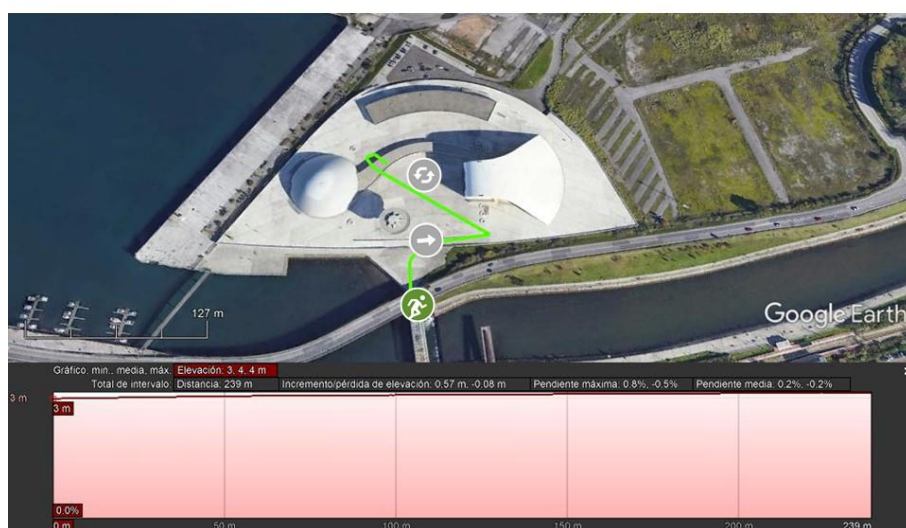 127 m
Google Earth
Gráfico. min., media, máx. Elevación: 3, 4, 4 m
Total de intervalo: Distancia: 239 m Incremento/pérdida de elevación: 0.57 m, -0.08 m Pendiente máxima: 0.8%, -0.5% Pendiente media: 0.2%, -0.2%
3 m
3 m
0.0%
0 m 50 m 100 m 150 m 200 m 239 m